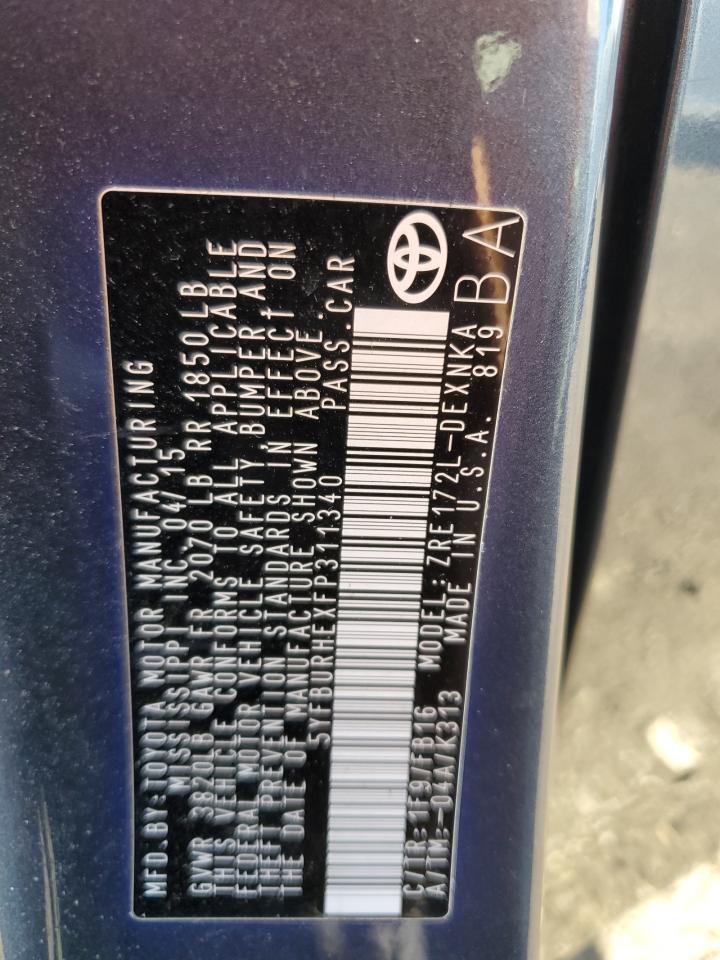 MFD.BY:TOYOTA MOTOR MANUFACTURING
MISSISSIPPI INC. 04/15
GVWR 3820LB GAWR FR 2070 LB RR 1850 LB
THIS VEHICLE CONFORMS TO ALL APPLICABLE
FEDERAL MOTOR VEHICLE SAFETY, BUMPER AND
THEFT PREVENTION STANDARDS IN EFFECT ON
THE DATE OF MANUFACTURE SHOWN ABOVE.
5YFBURHEXFP311340 PASS.CAR
C/TR:1F9/FB16 MODEL:ZRE172L-DEXNKA
A/TM:-04A/K313 MADE IN U.S.A. 819
BA